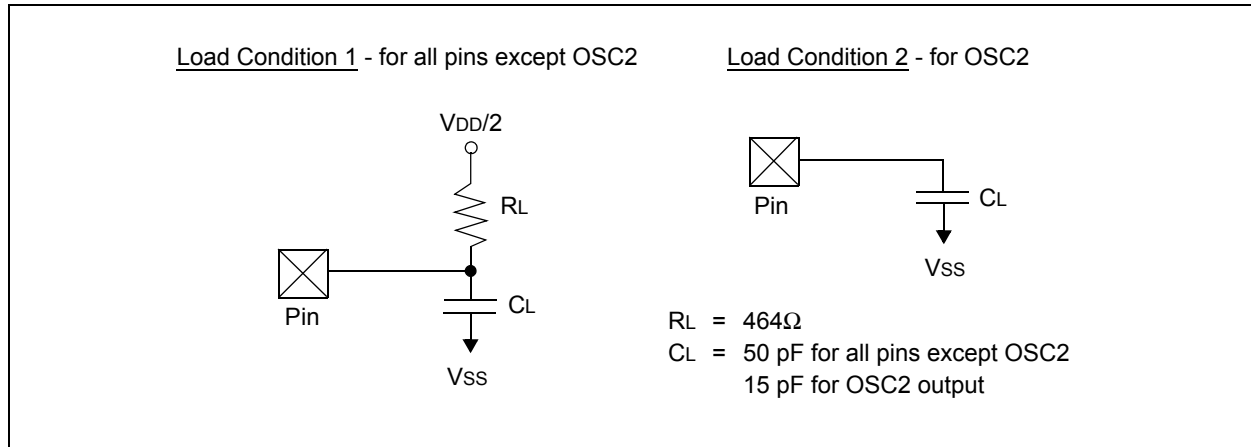 Load Condition 1 - for all pins except OSC2
VDD/2
RL
Pin
CL
VSS
Load Condition 2 - for OSC2
Pin
CL
VSS
RL = 464Ω
CL = 50 pF for all pins except OSC2
15 pF for OSC2 output